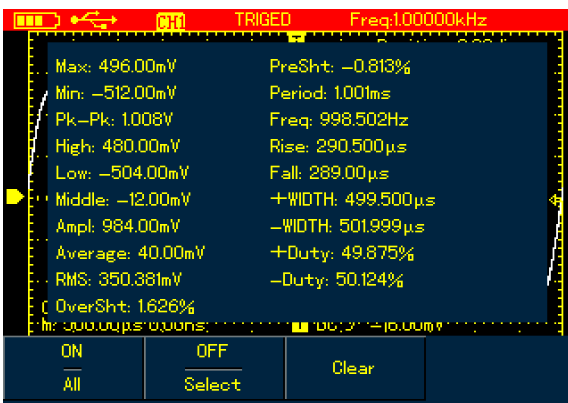 CH1 TRIGED Freq:1.00000kHz
Max: 496.00mV PreSht: –0.813%
Min: –512.00mV Period: 1.001ms
Pk–Pk: 1.008V Freq: 998.502Hz
High: 480.00mV Rise: 290.500µs
Low: –504.00mV Fall: 289.00µs
Middle: –12.00mV +WIDTH: 499.500µs
Ampl: 984.00mV –WIDTH: 501.999µs
Average: 40.00mV +Duty: 49.875%
RMS: 350.381mV –Duty: 50.124%
OverSht: 1.626%
ON OFF Clear
All Select